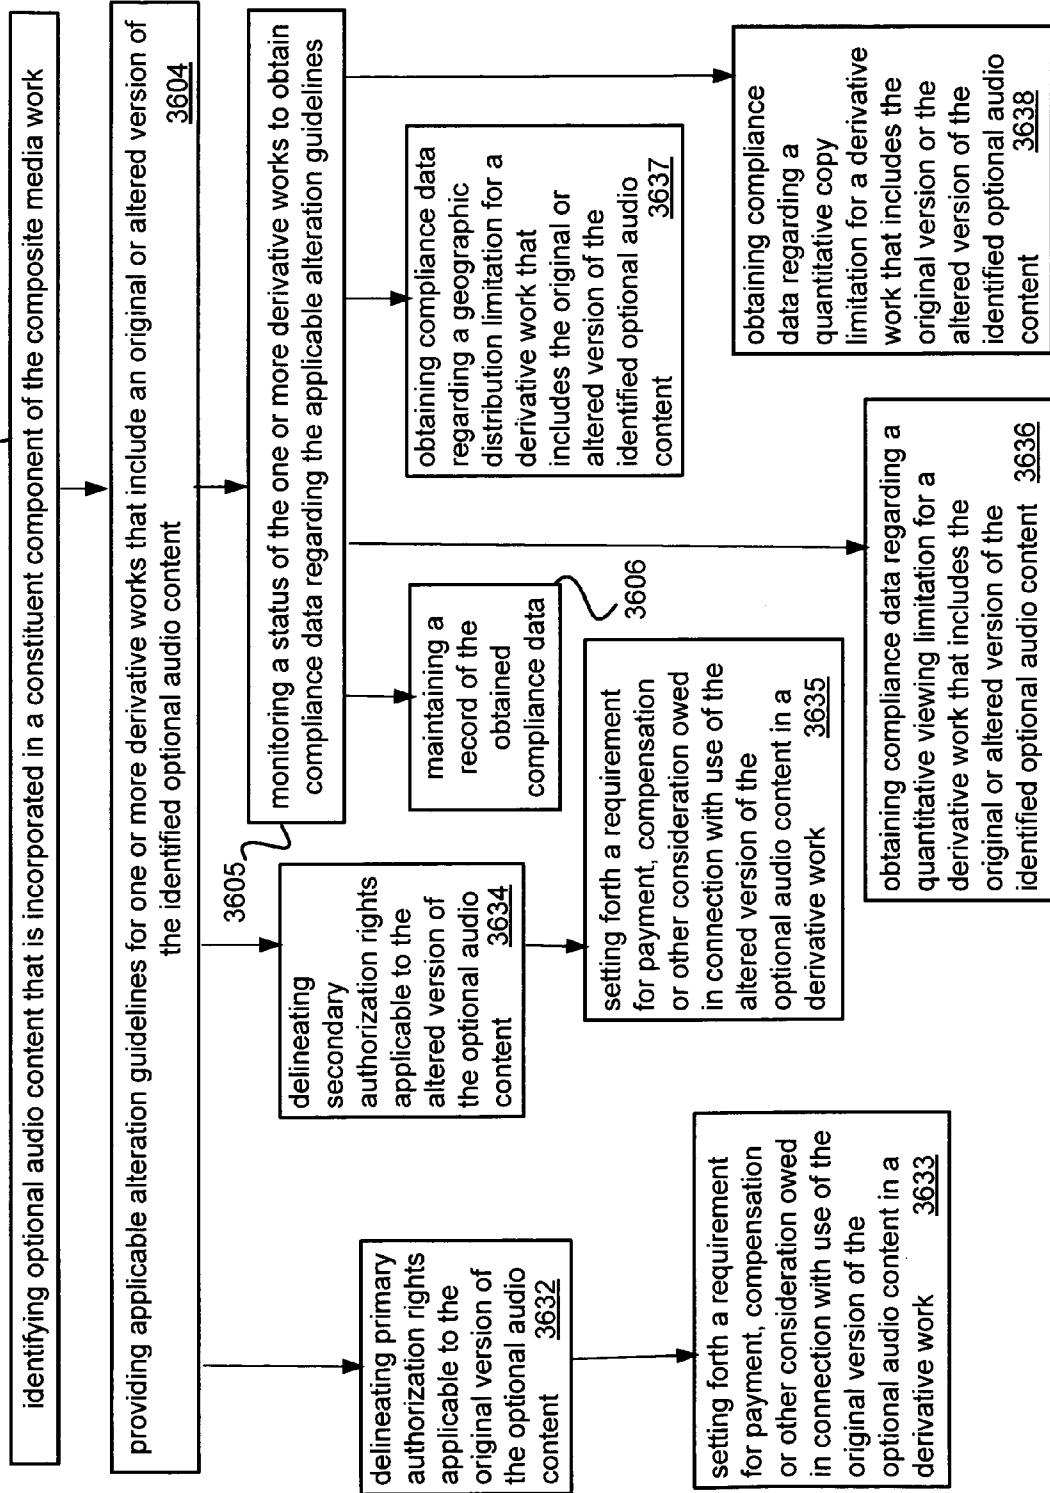 identifying optional audio content that is incorporated in a constituent component of the composite media work
providing applicable alteration guidelines for one or more derivative works that include an original or altered version of
the identified optional audio content
3604
3605
monitoring a status of the one or more derivative works to obtain
compliance data regarding the applicable alteration guidelines
delineating primary
authorization rights
applicable to the
original version of
the optional audio
content 3632
delineating
secondary
authorization rights
applicable to the
altered version of
the optional audio
content 3634
maintaining a
record of the
obtained
compliance data
3606
obtaining compliance data
regarding a geographic
distribution limitation for a
derivative work that
includes the original or
altered version of the
identified optional audio
content 3637
setting forth a requirement
for payment, compensation
or other consideration owed
in connection with use of the
original version of the
optional audio content in a
derivative work 3633
setting forth a requirement
for payment, compensation
or other consideration owed
in connection with use of the
altered version of the
optional audio content in a
derivative work 3635
obtaining compliance data regarding a
quantitative viewing limitation for a
derivative work that includes the
original or altered version of the
identified optional audio content 3636
obtaining compliance
data regarding a
quantitative copy
limitation for a derivative
work that includes the
original version or the
altered version of the
identified optional audio
content 3638